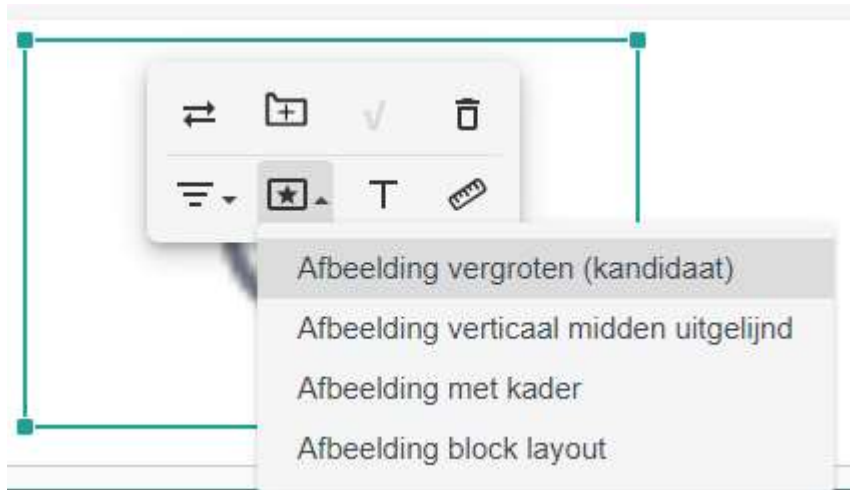 Afbeelding vergroten (kandidaat)
Afbeelding verticaal midden uitgelijnd
Afbeelding met kader
Afbeelding block layout